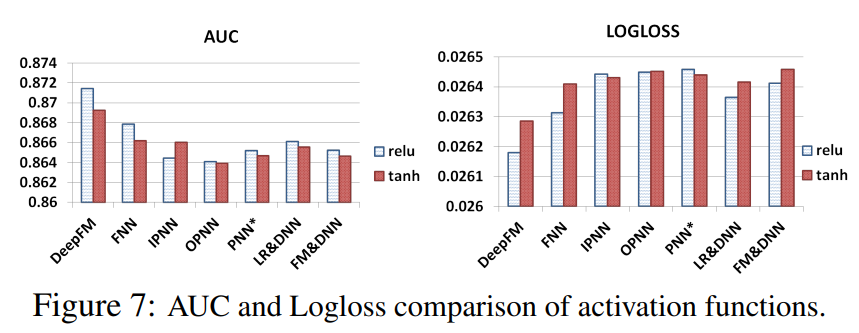 AUC
0.874
0.872
0.87
0.868
0.866
0.864
0.862
0.86
DeepFM
FNN
IPNN
OPNN
PNN*
LR&DNN
FM&DNN
relu
tanh
LOGLOSS
0.0265
0.0264
0.0263
0.0262
0.0261
0.026
DeepFM
FNN
IPNN
OPNN
PNN*
LR&DNN
FM&DNN
relu
tanh
Figure 7: AUC and Logloss comparison of activation functions.